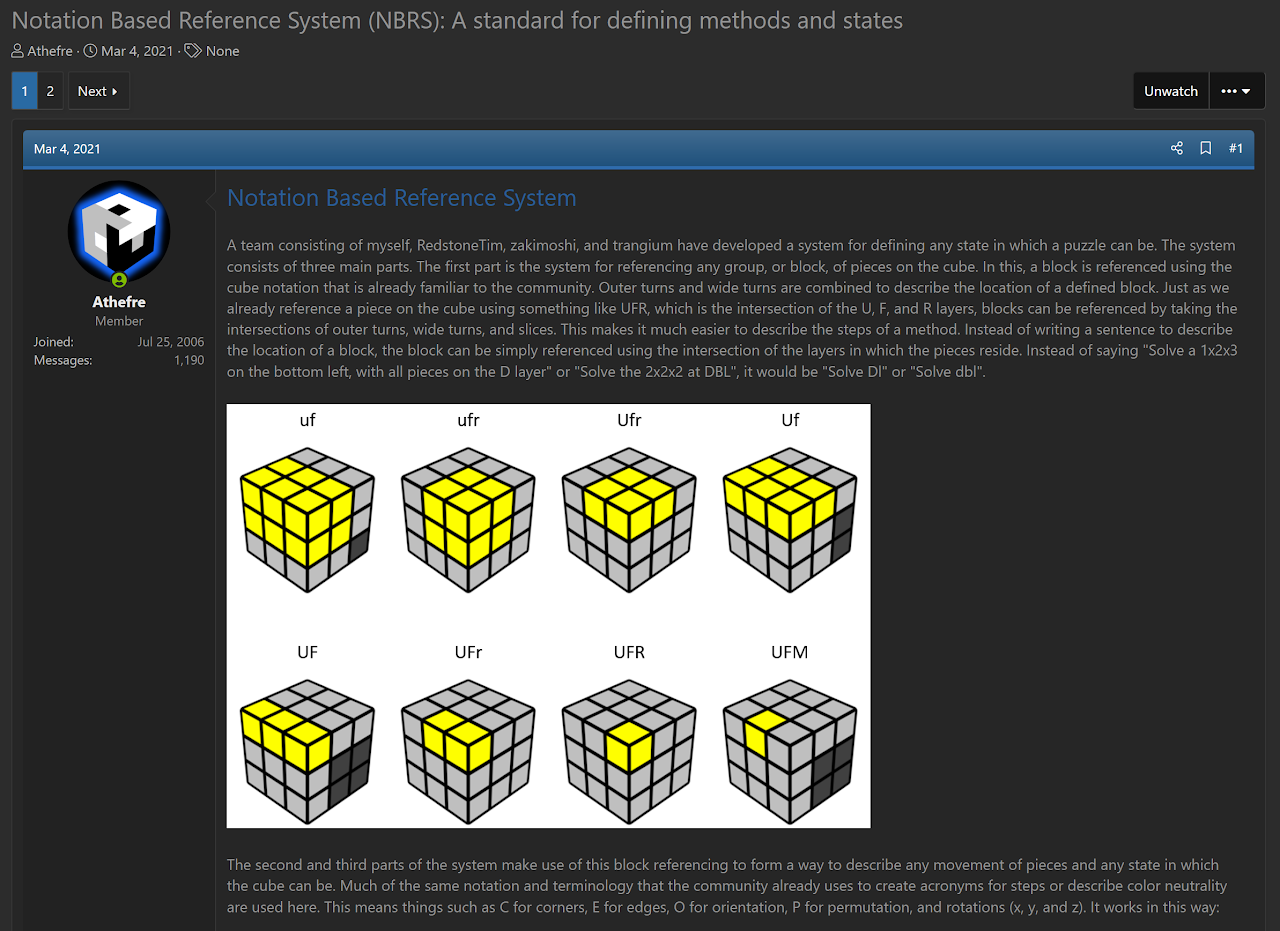 Notation Based Reference System (NBRS): A standard for defining methods and states
Athefre · Mar 4, 2021 · None
1 2 Next Unwatch •••
Mar 4, 2021 #1
Athefre
Member
Joined: Jul 25, 2006
Messages: 1,190
Notation Based Reference System
A team consisting of myself, RedstoneTim, zakimoshi, and trangium have developed a system for defining any state in which a puzzle can be. The system
consists of three main parts. The first part is the system for referencing any group, or block, of pieces on the cube. In this, a block is referenced using the
cube notation that is already familiar to the community. Outer turns and wide turns are combined to describe the location of a defined block. Just as we
already reference a piece on the cube using something like UFR, which is the intersection of the U, F, and R layers, blocks can be referenced by taking the
intersections of outer turns, wide turns, and slices. This makes it much easier to describe the steps of a method. Instead of writing a sentence to describe
the location of a block, the block can be simply referenced using the intersection of the layers in which the pieces reside. Instead of saying "Solve a 1x2x3
on the bottom left, with all pieces on the D layer" or "Solve the 2x2x2 at DBL", it would be "Solve Dl" or "Solve dbl".
uf ufr Ufr Uf
UF UFr UFR UFM
The second and third parts of the system make use of this block referencing to form a way to describe any movement of pieces and any state in which
the cube can be. Much of the same notation and terminology that the community already uses to create acronyms for steps or describe color neutrality
are used here. This means things such as C for corners, E for edges, O for orientation, P for permutation, and rotations (x, y, and z). It works in this way: